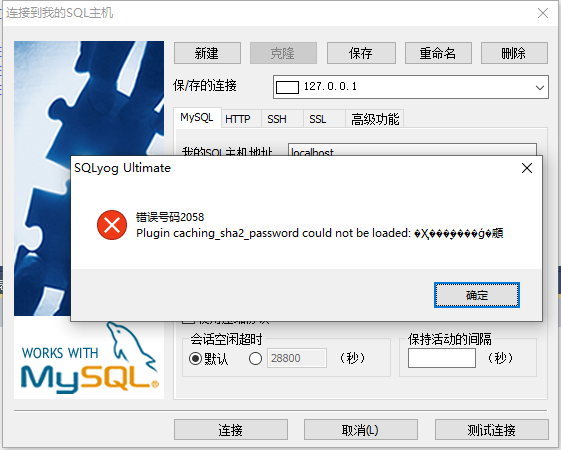 连接到我的SQL主机
新建 克隆 保存 重命名 删除
保/存的连接 127.0.0.1
MySQL HTTP SSH SSL 高级功能
我的SQL主机地址 localhost
SQLyog Ultimate
错误号码2058
Plugin caching_sha2_password could not be loaded:
确定
会话空闲超时 保持活动的间隔
默认 28800 （秒） （秒）
WORKS WITH
MySQL®
连接 取消(L) 测试连接